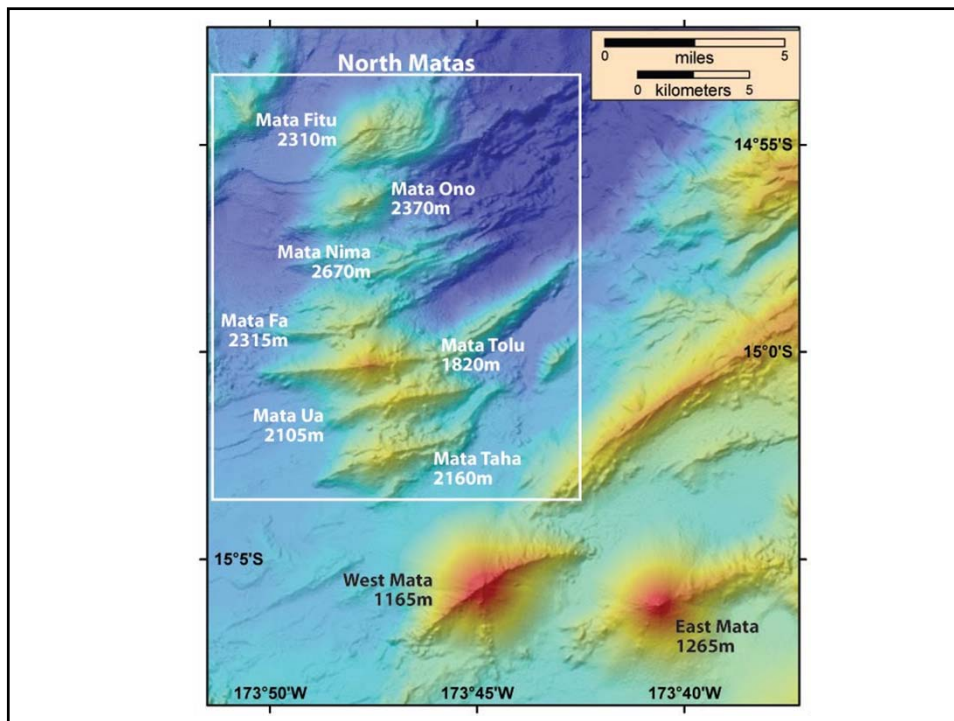 0 5
miles
0 5
kilometers
North Matas
Mata Fitu
2310m
14°55'S
Mata Ono
2370m
Mata Nima
2670m
Mata Fa
2315m
Mata Tolu
1820m
15°0'S
Mata Ua
2105m
Mata Taha
2160m
15°5'S
West Mata
1165m
East Mata
1265m
173°50'W 173°45'W 173°40'W